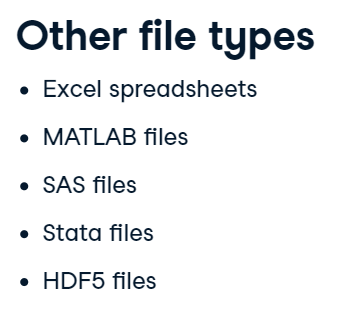 Other file types
• Excel spreadsheets
• MATLAB files
• SAS files
• Stata files
• HDF5 files